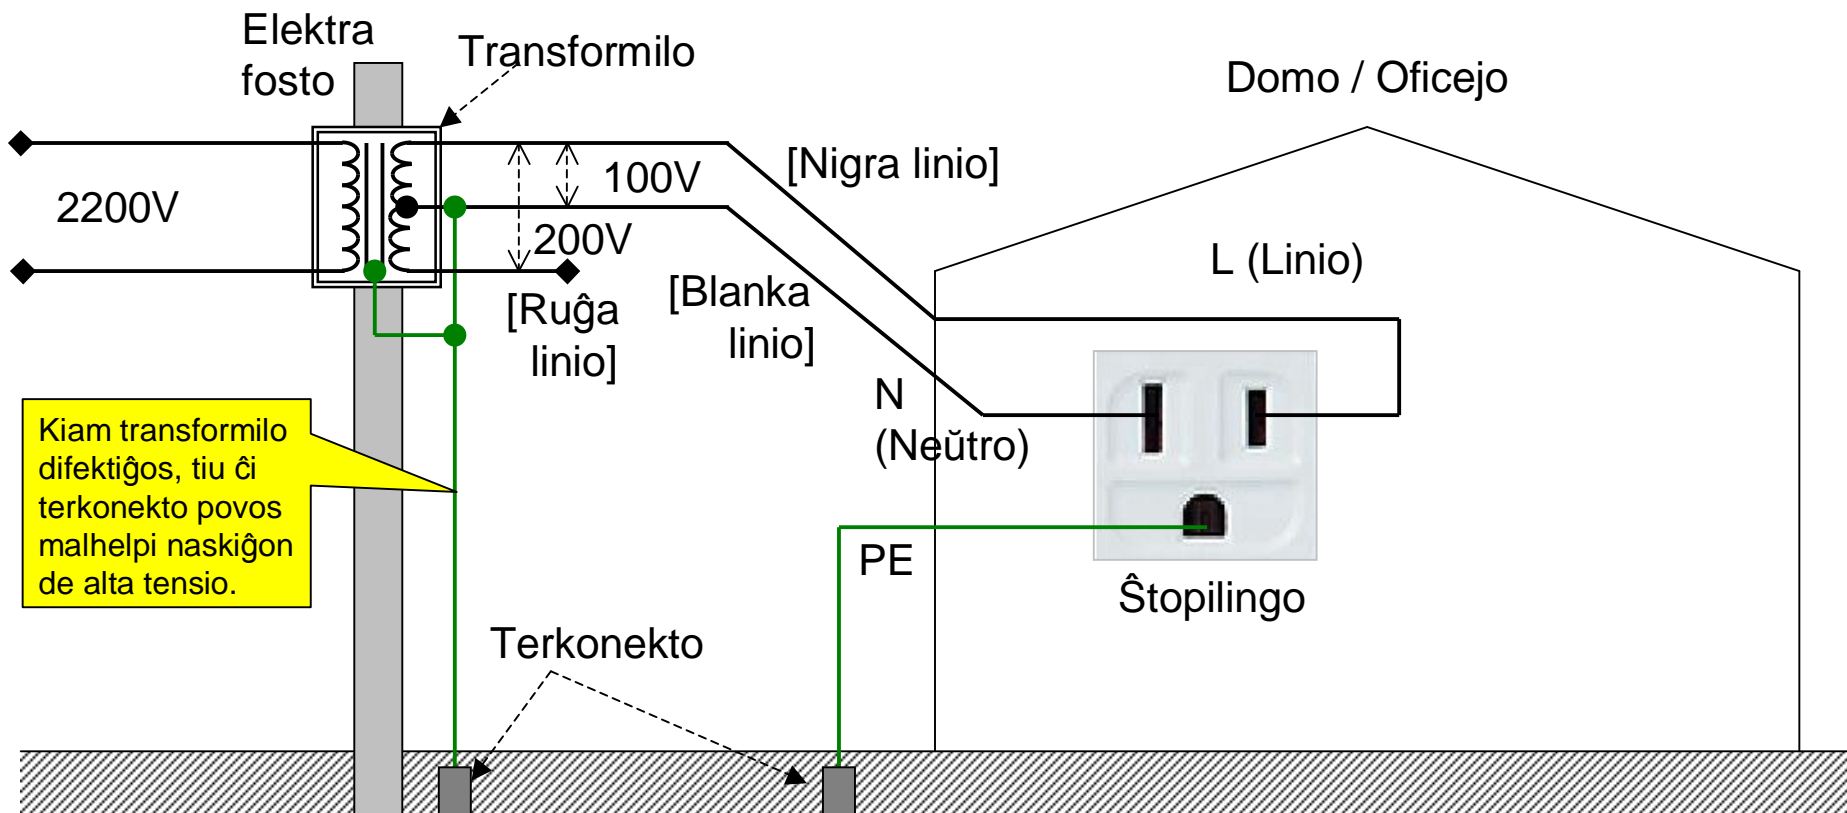 Elektra
fosto
Transformilo
Domo / Oficejo
2200V
100V
200V
[Nigra linio]
[Ruĝa
linio]
[Blanka
linio]
L (Linio)
N
(Neŭtro)
Kiam transformilo
difektiĝos, tiu ĉi
terkonekto povos
malhelpi naskiĝon
de alta tensio.
PE
Ŝtopilingo
Terkonekto